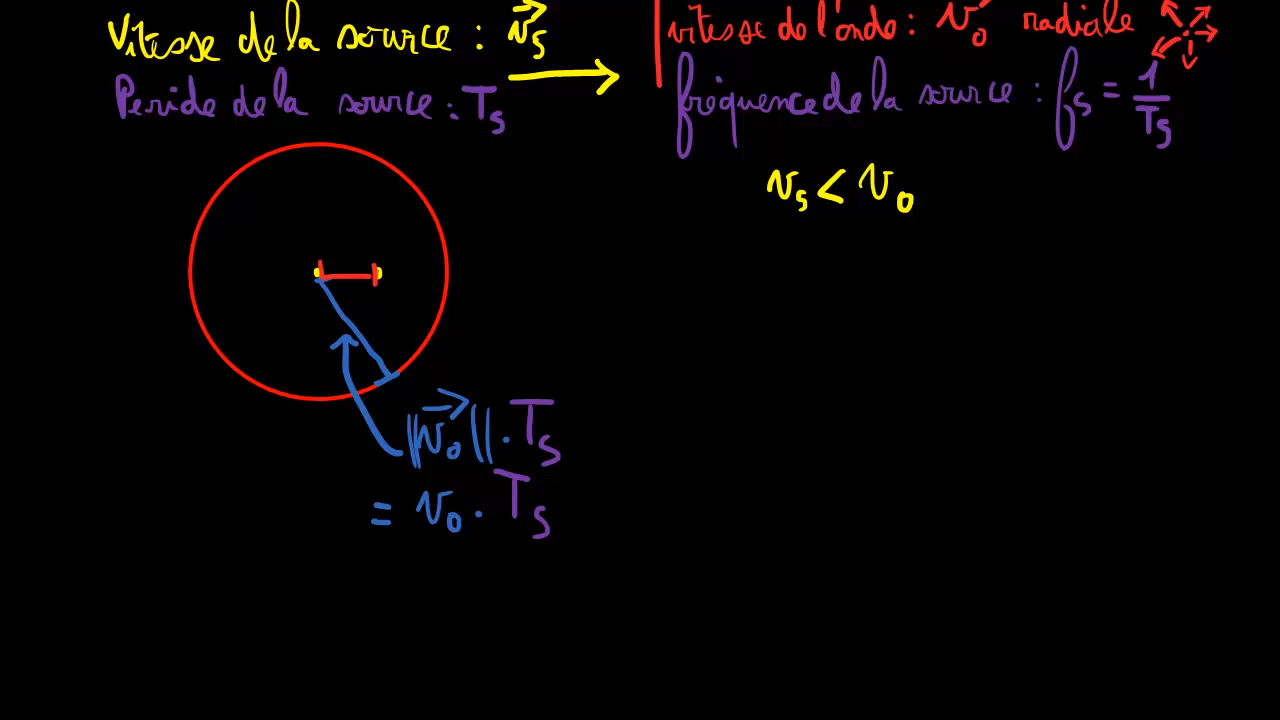 Vitesse de la source : v⃗s
vitesse de l'onde : v⃗o radiale
Peride de la source : Ts
fréquence de la source : fs = 1/Ts
vs < vo
||v⃗o|| · Ts
= vo · Ts